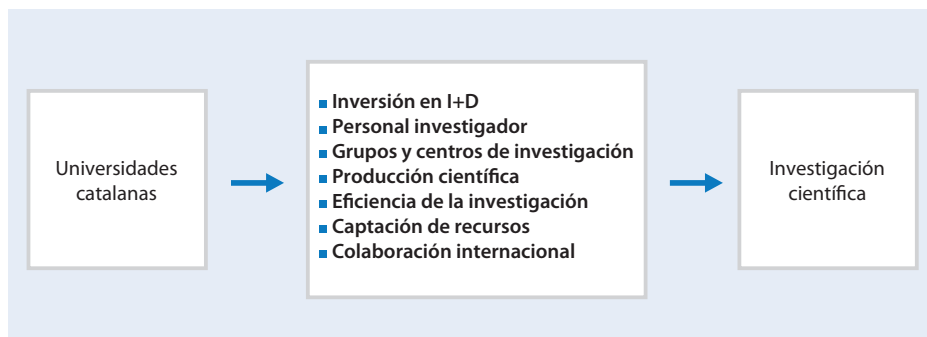 Universidades
catalanas
Inversión en I+D
Personal investigador
Grupos y centros de investigación
Producción científica
Eficiencia de la investigación
Captación de recursos
Colaboración internacional
Investigación
científica